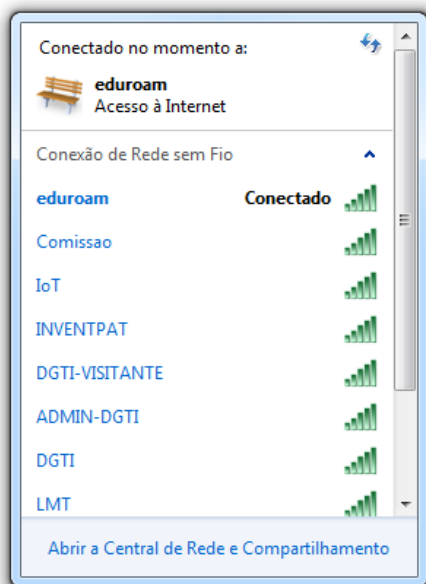 Conectado no momento a:
eduroam
Acesso à Internet
Conexão de Rede sem Fio
eduroam Conectado
Comissao
IoT
INVENTPAT
DGTI-VISITANTE
ADMIN-DGTI
DGTI
LMT
Abrir a Central de Rede e Compartilhamento